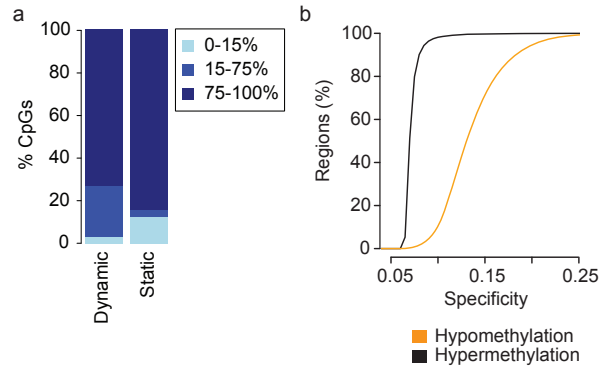 a
% CpGs
100
80
60
40
20
0
Dynamic
Static
0-15%
15-75%
75-100%
b
Regions (%)
100
80
60
40
20
0
0.05
0.15
0.25
Specificity
Hypomethylation
Hypermethylation